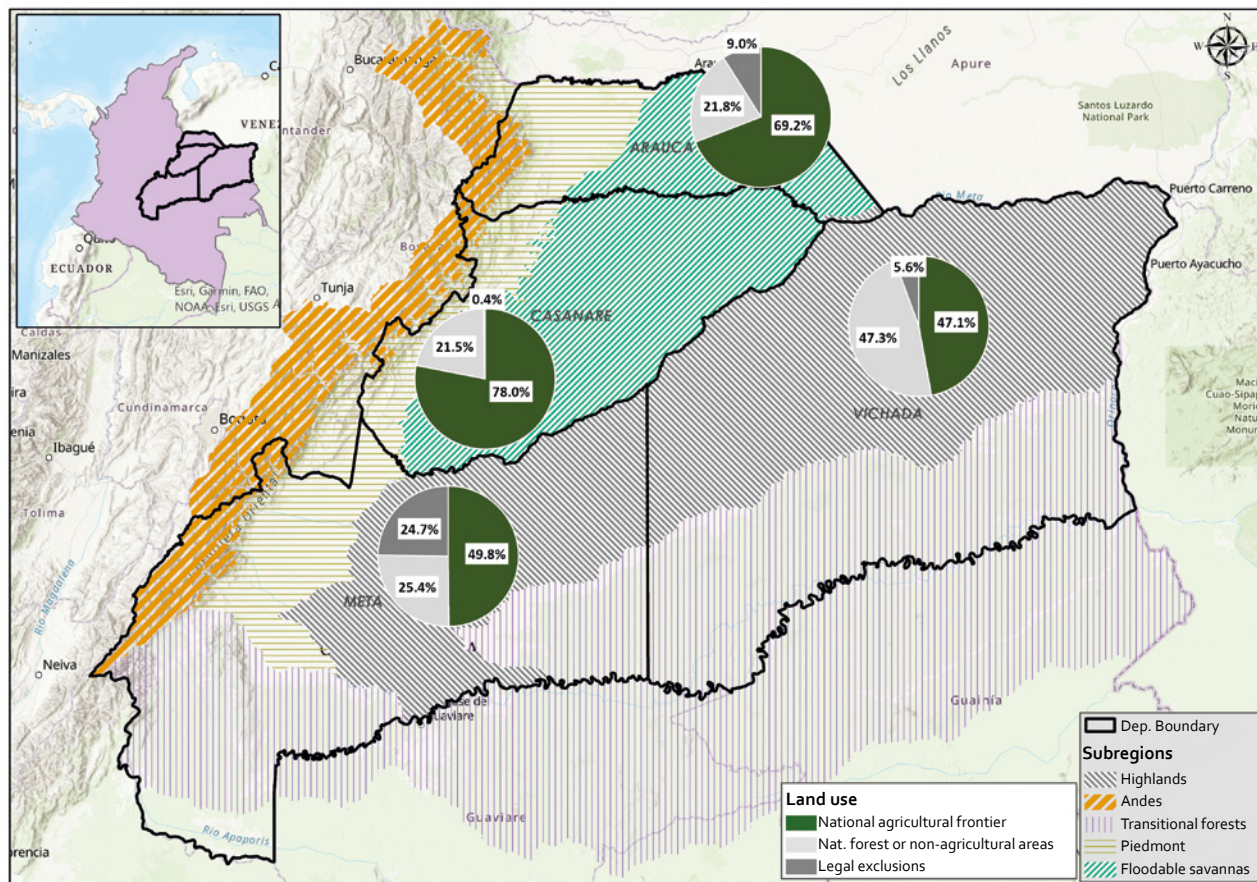 Bucaramanga
Los Llanos
Apure
Santos Luzardo
National Park
N
W
E
S
9.0%
21.8%
69.2%
ARAUCA
VENEZ
ECUADOR
Esri, Garmin, FAO,
NOAA, Esri, USGS
Rio Meta
Puerto Carreno
Puerto Ayacucho
Tunja
0.4%
CASANARE
21.5%
78.0%
5.6%
47.3%
47.1%
VICHADA
Caldas
Manizales
Cundinamarca
Bogota
Ibagué
Tolima
Cordillera Oriental
24.7%
49.8%
25.4%
META
Rio Magdalena
Neiva
Guainía
Guaviare
Rio Apaporis
Dep. Boundary
Subregions
Highlands
Andes
Transitional forests
Piedmont
Floodable savannas
Land use
National agricultural frontier
Nat. forest or non-agricultural areas
Legal exclusions